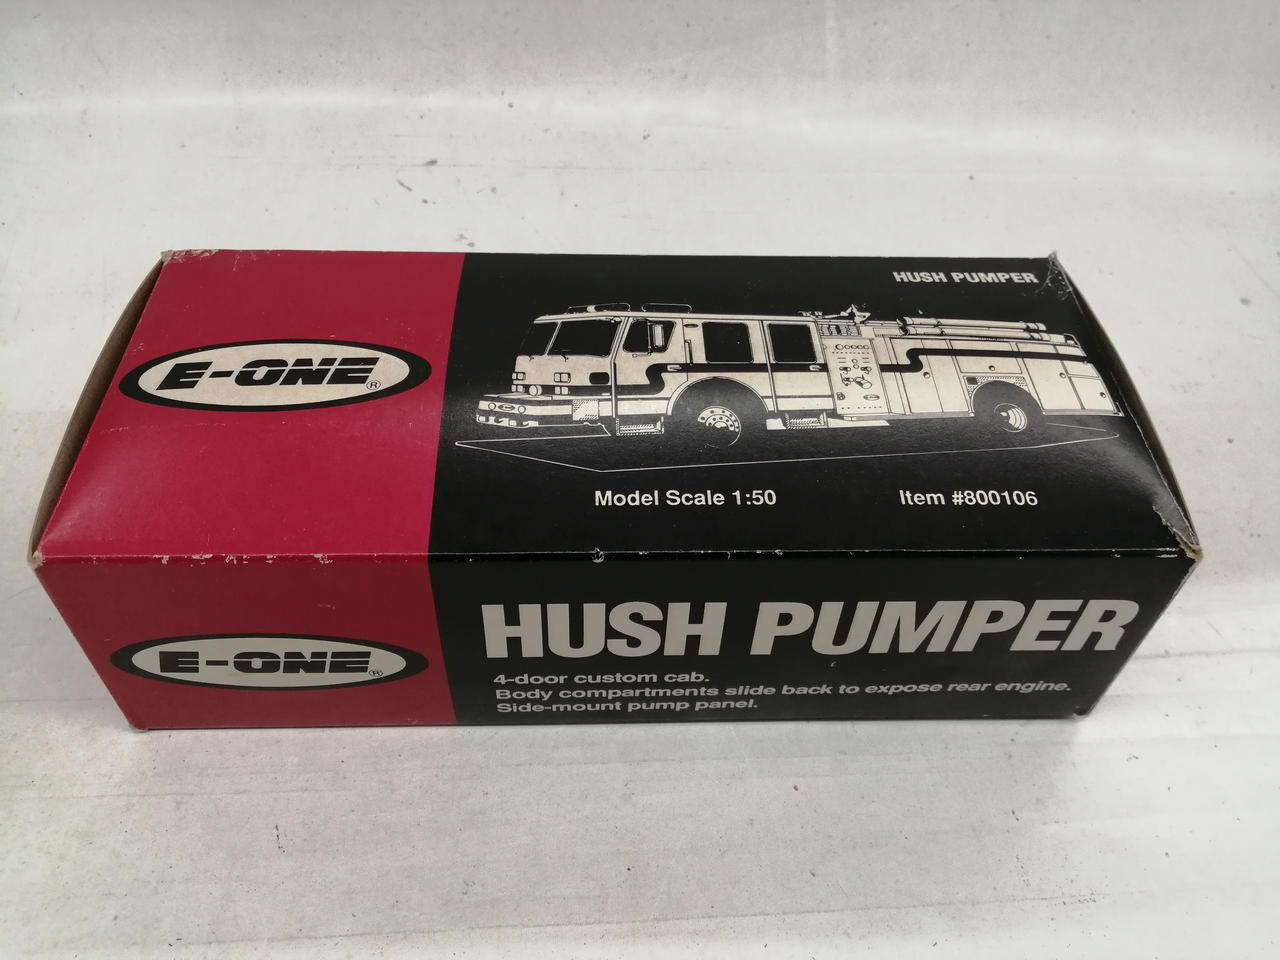 HUSH PUMPER
E-ONE®
Model Scale 1:50
Item #800106
E-ONE®
HUSH PUMPER
4-door custom cab.
Body compartments slide back to expose rear engine.
Side-mount pump panel.